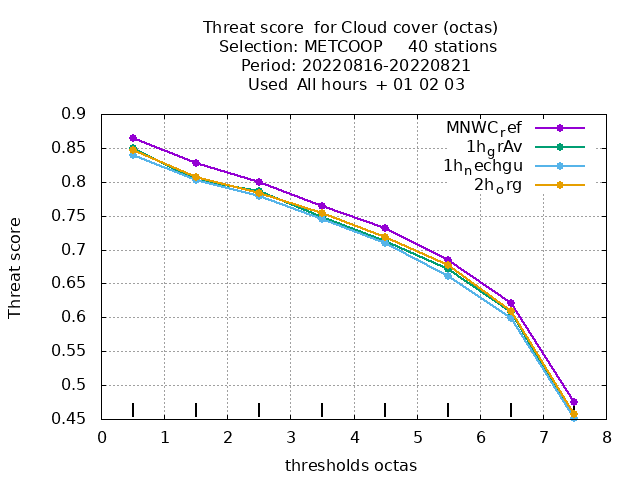 Threat score  for Cloud cover (octas)
Selection: METCOOP     40 stations
Period: 20220816-20220821
Used  All hours  + 01 02 03
0.9
0.85
0.8
0.75
0.7
0.65
0.6
0.55
0.5
0.45
Threat score
MNWC_ref
1h_grAv
1h_nechgu
2h_org
0 1 2 3 4 5 6 7 8
thresholds octas